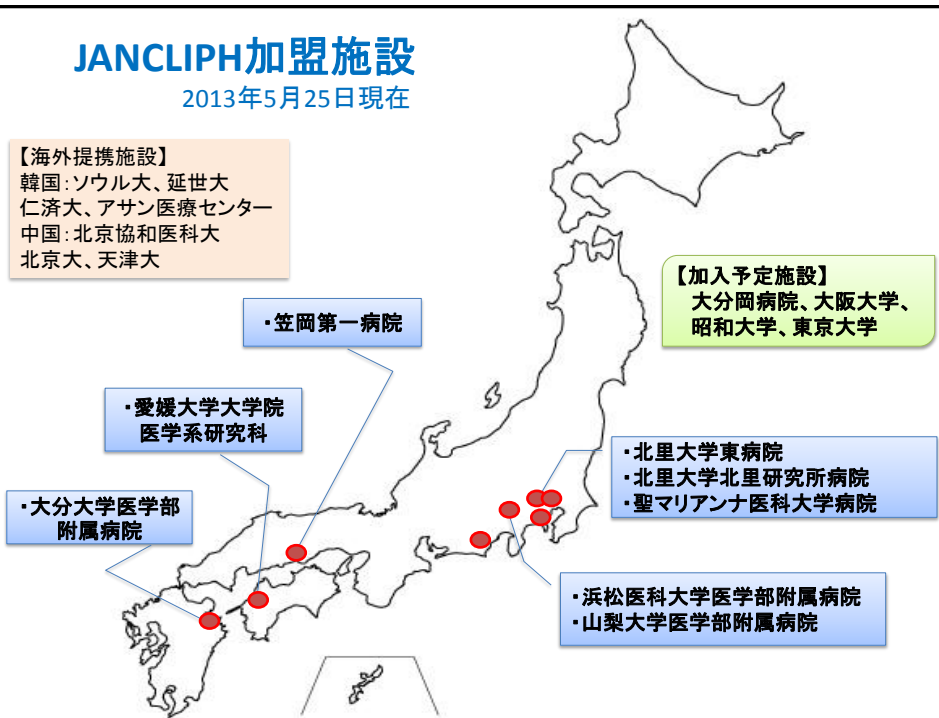 JANCLIPH加盟施設
2013年5月25日現在
【海外提携施設】
韓国:ソウル大、延世大
仁済大、アサン医療センター
中国:北京協和医科大
北京大、天津大
【加入予定施設】
大分岡病院、大阪大学、
昭和大学、東京大学
・笠岡第一病院
・愛媛大学大学院
医学系研究科
・大分大学医学部
附属病院
・北里大学東病院
・北里大学北里研究所病院
・聖マリアンナ医科大学病院
・浜松医科大学医学部附属病院
・山梨大学医学部附属病院